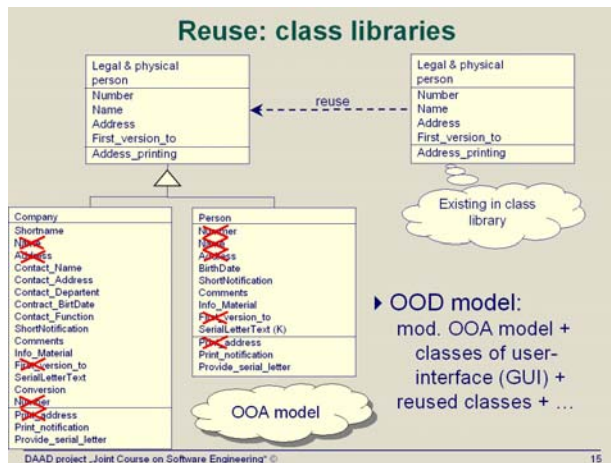 Reuse: class libraries
Legal & physical
person
Number
Name
Address
First_version_to
Addess_printing
reuse
Legal & physical
person
Number
Name
Address
First_version_to
Address_printing
Existing in class
library
Company
Shortname
Name
Address
Contact_Name
Contact_Address
Contact_Departent
Contract_BirtDate
Contact_Function
ShortNotification
Comments
Info_Material
First_version_to
SerialLetterText
Conversion
Number
Print_address
Print_notification
Provide_serial_letter
Person
Number
Name
Address
BirthDate
ShortNotification
Comments
Info_Material
First_version_to
SerialLetterText (K)
Print_address
Print_notification
Provide_serial_letter
OOA model
OOD model:
mod. OOA model +
classes of user-
interface (GUI) +
reused classes + ...
DAAD project „Joint Course on Software Engineering" ©
15